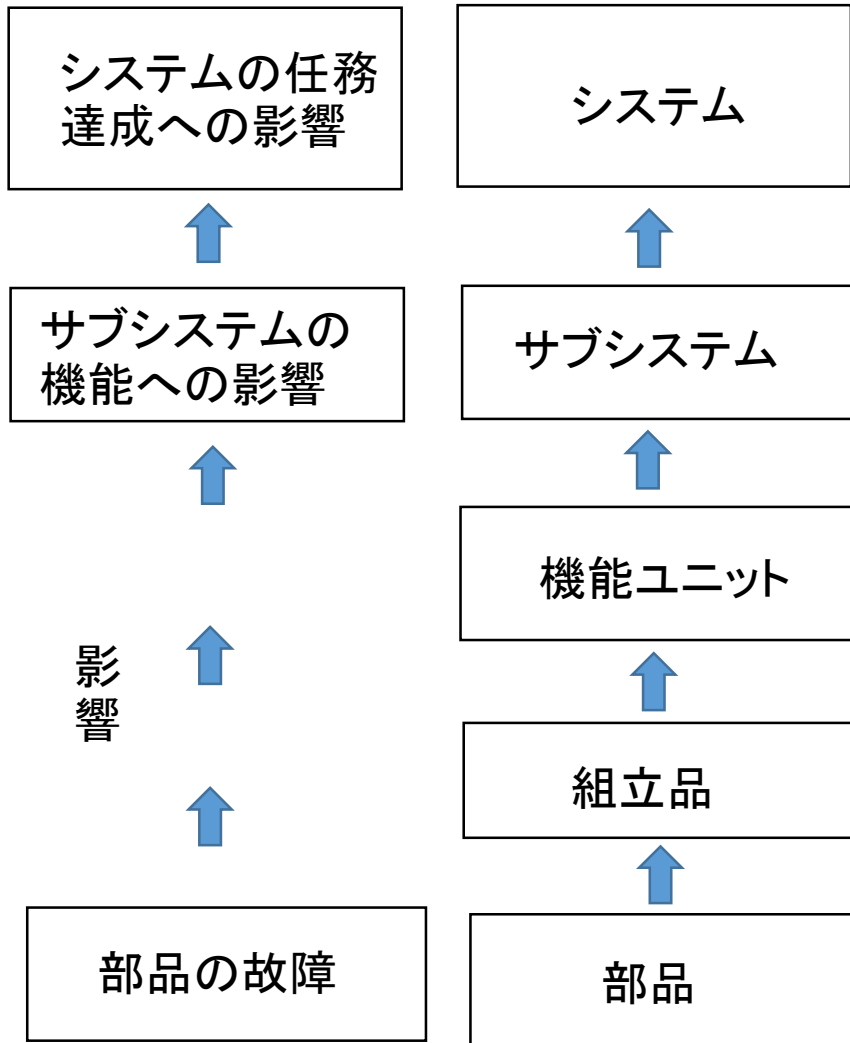 システムの任務
達成への影響
サブシステムの
機能への影響
影
響
部品の故障
システム
サブシステム
機能ユニット
組立品
部品